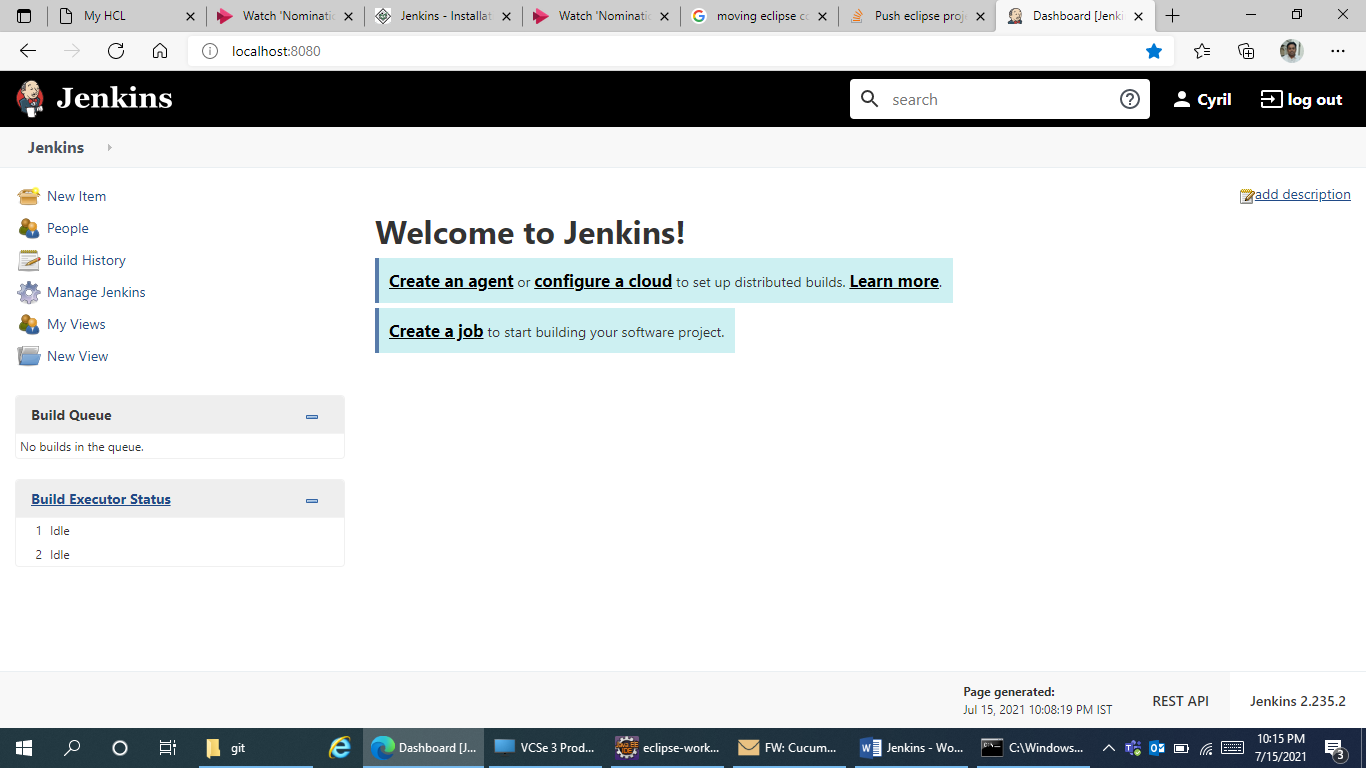 My HCL
Watch 'Nominati
Jenkins - Installat
Watch 'Nominati
moving eclipse co
Push eclipse proje
Dashboard [Jenki
localhost:8080
Jenkins
search
Cyril
log out
Jenkins
New Item
People
Build History
Manage Jenkins
My Views
New View
add description
Welcome to Jenkins!
Create an agent or configure a cloud to set up distributed builds. Learn more.
Create a job to start building your software project.
Build Queue
No builds in the queue.
Build Executor Status
1 Idle
2 Idle
Page generated:
Jul 15, 2021 10:08:19 PM IST
REST API
Jenkins 2.235.2
git
Dashboard [J...
VCSe 3 Prod...
eclipse-work...
FW: Cucum...
Jenkins - Wo...
C:\Windows...
10:15 PM
7/15/2021
3